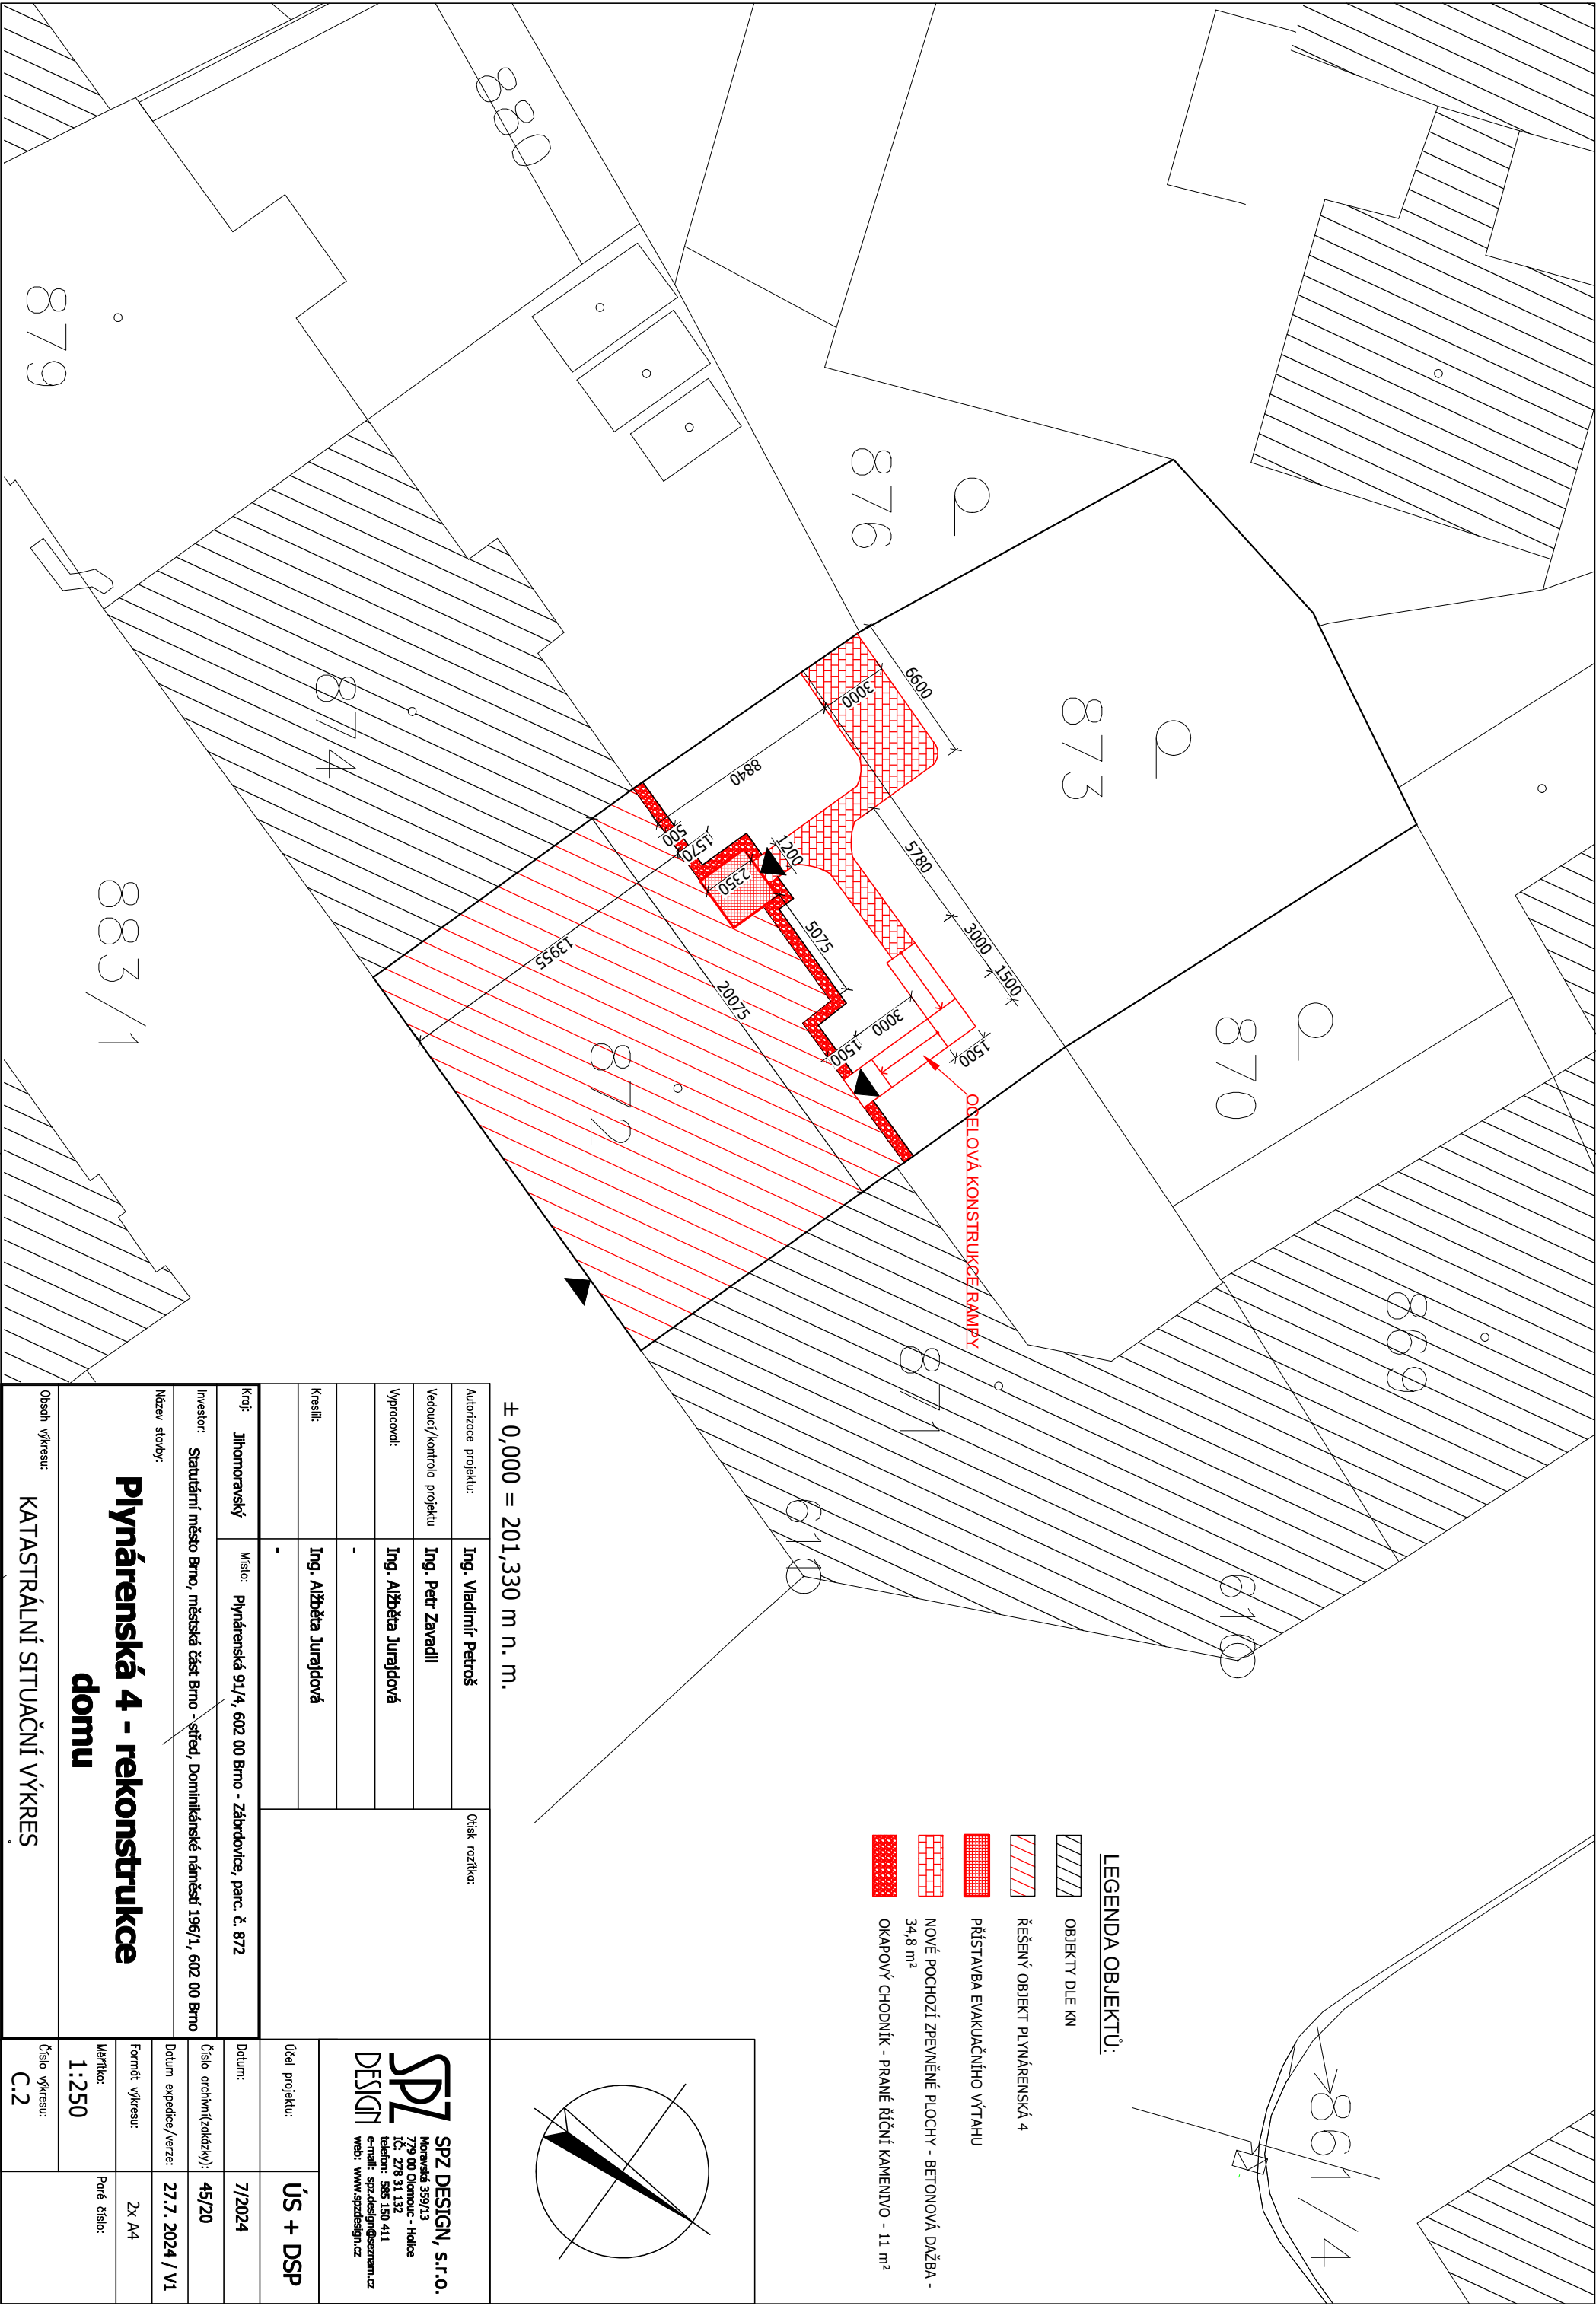 880
879
876
873
870
874
872
883/1
869
871
611
610
861/4
6600
3000
8840
500
1570
2350
1200
5780
3000
1500
5075
3000
1500
1500
13955
20075
OCELOVÁ KONSTRUKCE RAMPY
LEGENDA OBJEKTŮ:
OBJEKTY DLE KN
ŘEŠENÝ OBJEKT PLYNÁRENSKÁ 4
PŘÍSTAVBA EVAKUAČNÍHO VÝTAHU
NOVÉ POCHOZÍ ZPEVNĚNÉ PLOCHY - BETONOVÁ DAŽBA -
34,8 m²
OKAPOVÝ CHODNÍK - PRANÉ ŘÍČNÍ KAMENIVO - 11 m²
± 0,000 = 201,330 m n. m.
Autorizace projektu: Ing. Vladimír Petroš
Otisk razítka:
Vedoucí/kontrola projektu Ing. Petr Zavadil
Vypracoval: Ing. Alžběta Jurajdová
-
Kreslil: Ing. Alžběta Jurajdová
-
Kraj: Jihomoravský Místo: Plynárenská 91/4, 602 00 Brno - Zábrdovice, parc. č. 872
Investor: Statutární město Brno, městská část Brno - střed, Dominikánské náměstí 196/1, 602 00 Brno
Název stavby:
Plynárenská 4 - rekonstrukce
domu
Obsah výkresu: KATASTRÁLNÍ SITUAČNÍ VÝKRES
SPZ
DESIGN
SPZ DESIGN, s.r.o.
Moravská 359/13
779 00 Olomouc - Holice
IČ: 278 31 132
telefon: 585 150 411
e-mail: spz.design@seznam.cz
web: www.spzdesign.cz
Účel projektu: ÚS + DSP
Datum: 7/2024
Číslo archivní(zakázky): 45/20
Datum expedice/verze: 27.7. 2024 / V1
Formát výkresu: 2x A4
Měřítko: 1:250
Paré číslo:
Číslo výkresu: C.2